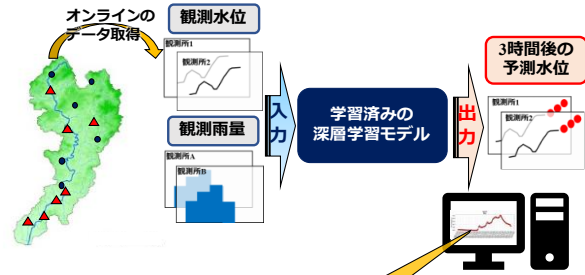 オンラインの
データ取得
観測水位
観測所1
観測所2
観測雨量
観測所A
観測所B
入力
学習済みの
深層学習モデル
出力
3時間後の
予測水位
観測所1
観測所2